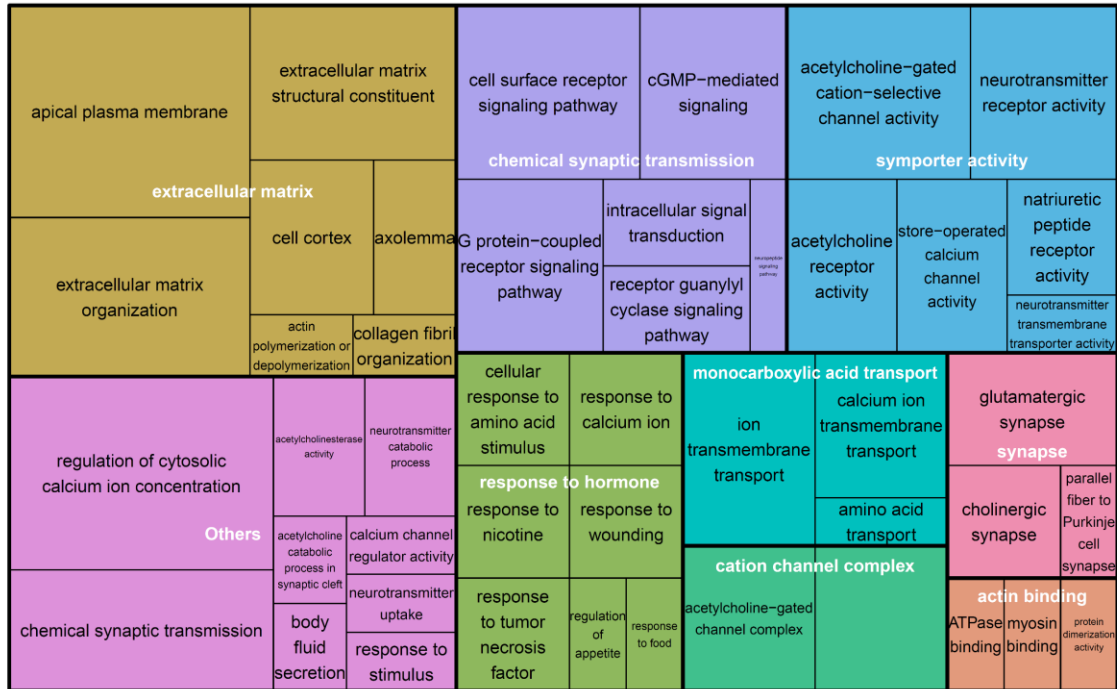 apical plasma membrane
extracellular matrix
structural constituent
extracellular matrix
cell cortex
axolemma
extracellular matrix
organization
actin
polymerization or
depolymerization
collagen fibril
organization
cell surface receptor
signaling pathway
cGMP−mediated
signaling
chemical synaptic transmission
G protein−coupled
receptor signaling
pathway
intracellular signal
transduction
receptor guanylyl
cyclase signaling
pathway
neuropeptide
signaling
pathway
acetylcholine−gated
cation−selective
channel activity
neurotransmitter
receptor activity
symporter activity
acetylcholine
receptor
activity
store−operated
calcium
channel
activity
natriuretic
peptide
receptor
activity
neurotransmitter
transmembrane
transporter activity
regulation of cytosolic
calcium ion concentration
acetylcholinesterase
activity
neurotransmitter
catabolic
process
Others
acetylcholine
catabolic
process in
synaptic cleft
calcium channel
regulator activity
neurotransmitter
uptake
chemical synaptic transmission
body
fluid
secretion
response to
stimulus
cellular
response to
amino acid
stimulus
response to
calcium ion
response to hormone
response to
nicotine
response to
wounding
response
to tumor
necrosis
factor
regulation
of
appetite
response
to food
monocarboxylic acid transport
ion
transmembrane
transport
calcium ion
transmembrane
transport
amino acid
transport
cation channel complex
acetylcholine−gated
channel complex
glutamatergic
synapse
synapse
cholinergic
synapse
parallel
fiber to
Purkinje
cell
synapse
actin binding
ATPase
binding
myosin
binding
protein
dimerization
activity